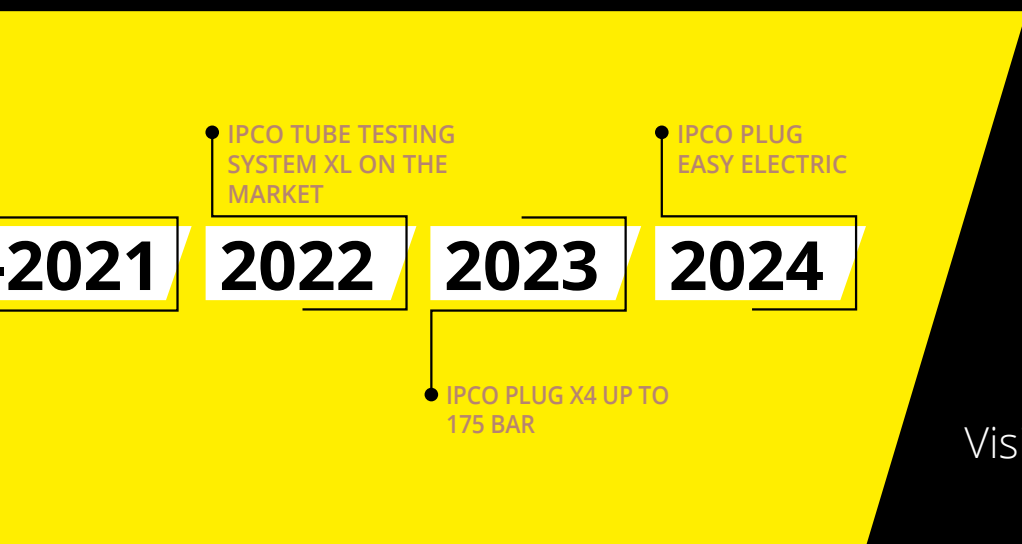 IPCO TUBE TESTING
SYSTEM XL ON THE
MARKET
IPCO PLUG
EASY ELECTRIC
-2021
2022
2023
2024
IPCO PLUG X4 UP TO
175 BAR
Vis